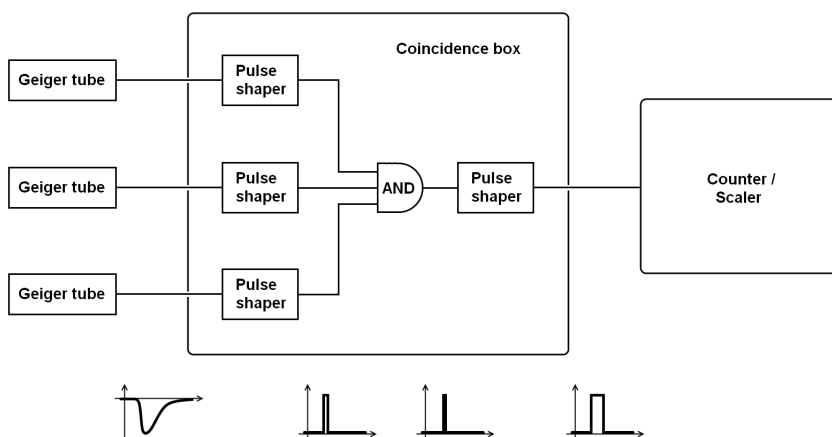 Coincidence box
Geiger tube
Pulse
shaper
Geiger tube
Pulse
shaper
AND
Pulse
shaper
Counter /
Scaler
Geiger tube
Pulse
shaper